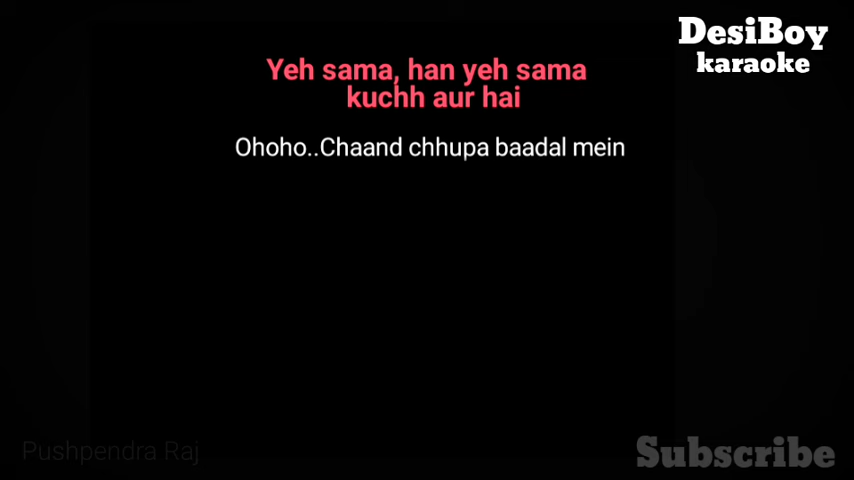 DesiBoy
karaoke
Yeh sama, han yeh sama
kuchh aur hai
Ohoho..Chaand chhupa baadal mein
Pushpendra Raj
Subscribe